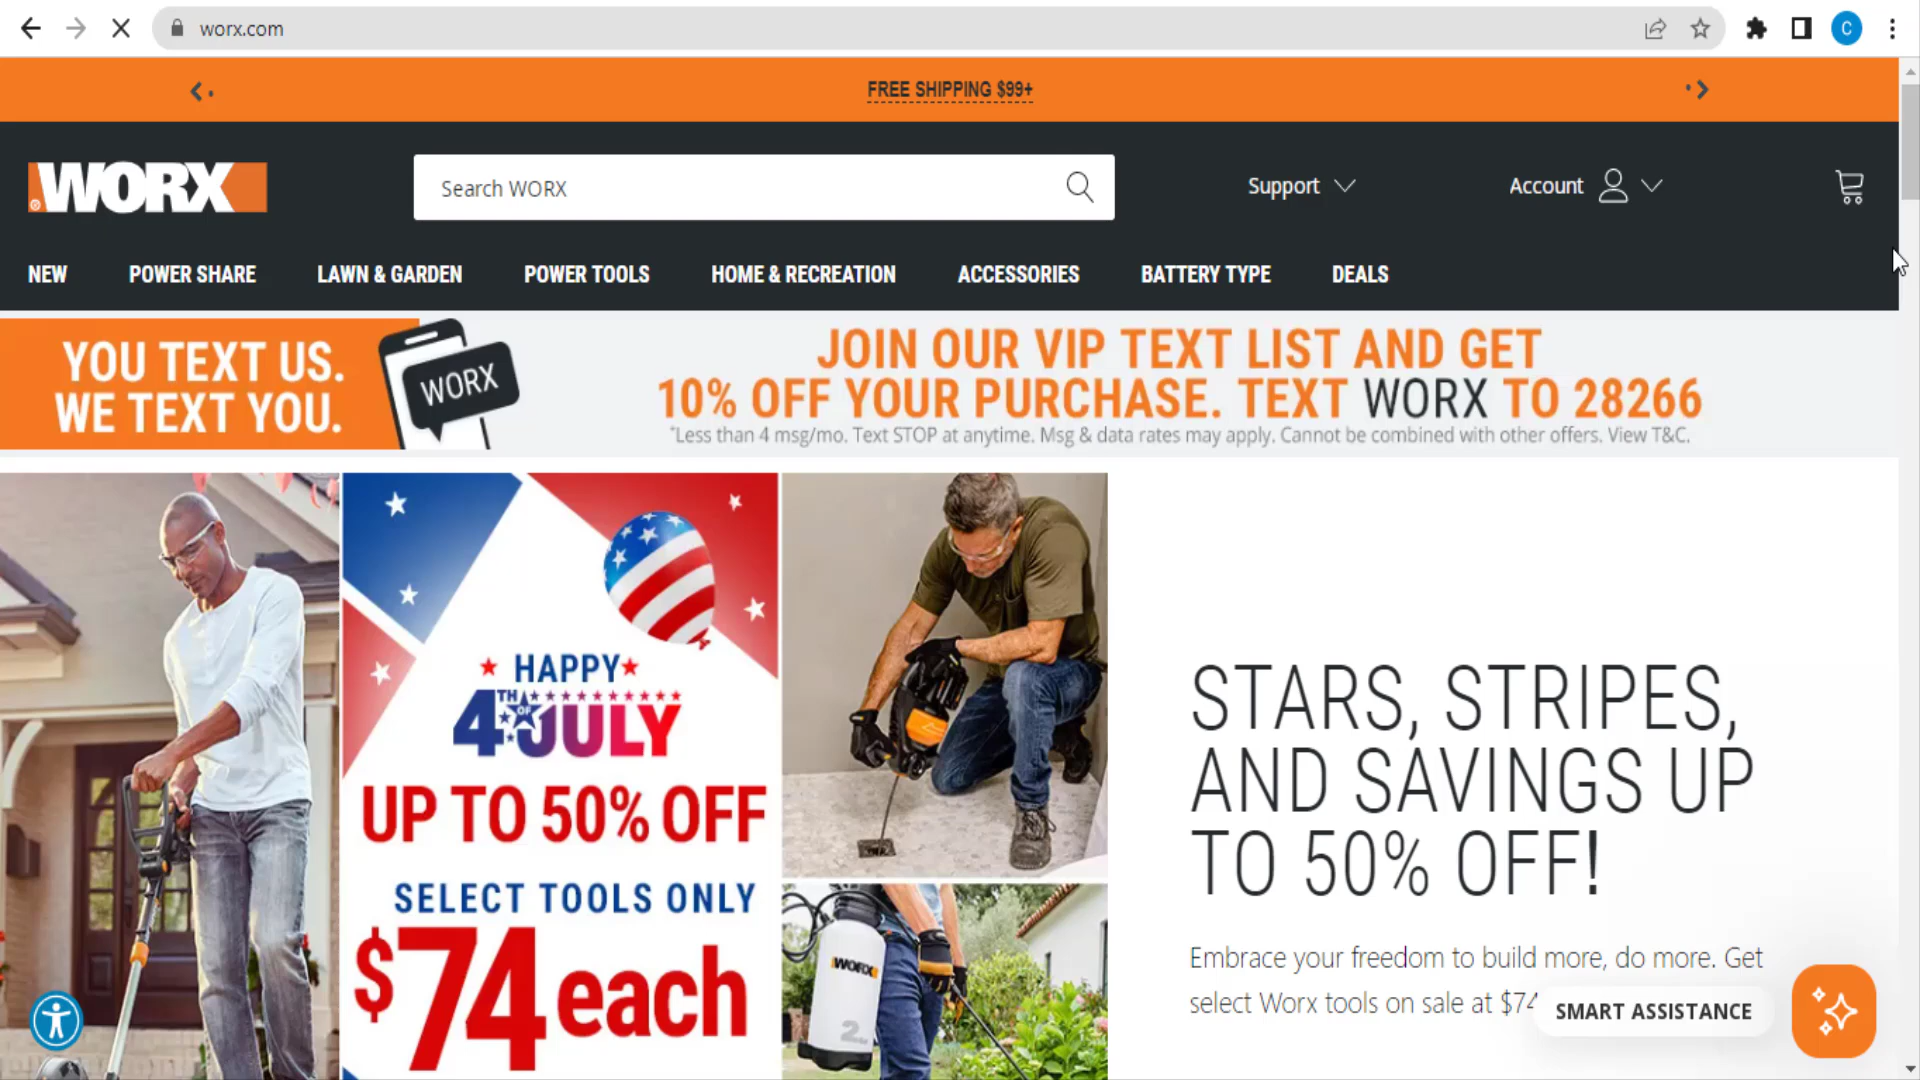 worx.com
C
FREE SHIPPING $99+
WORX
Search WORX
Support
Account
NEW
POWER SHARE
LAWN & GARDEN
POWER TOOLS
HOME & RECREATION
ACCESSORIES
BATTERY TYPE
DEALS
YOU TEXT US.
WE TEXT YOU.
WORX
JOIN OUR VIP TEXT LIST AND GET
10% OFF YOUR PURCHASE. TEXT WORX TO 28266
*Less than 4 msg/mo. Text STOP at anytime. Msg & data rates may apply. Cannot be combined with other offers. View T&C.
HAPPY
4TH OF JULY
UP TO 50% OFF
SELECT TOOLS ONLY
$74 each
WORX
STARS, STRIPES,
AND SAVINGS UP
TO 50% OFF!
Embrace your freedom to build more, do more. Get
select Worx tools on sale at $74
SMART ASSISTANCE